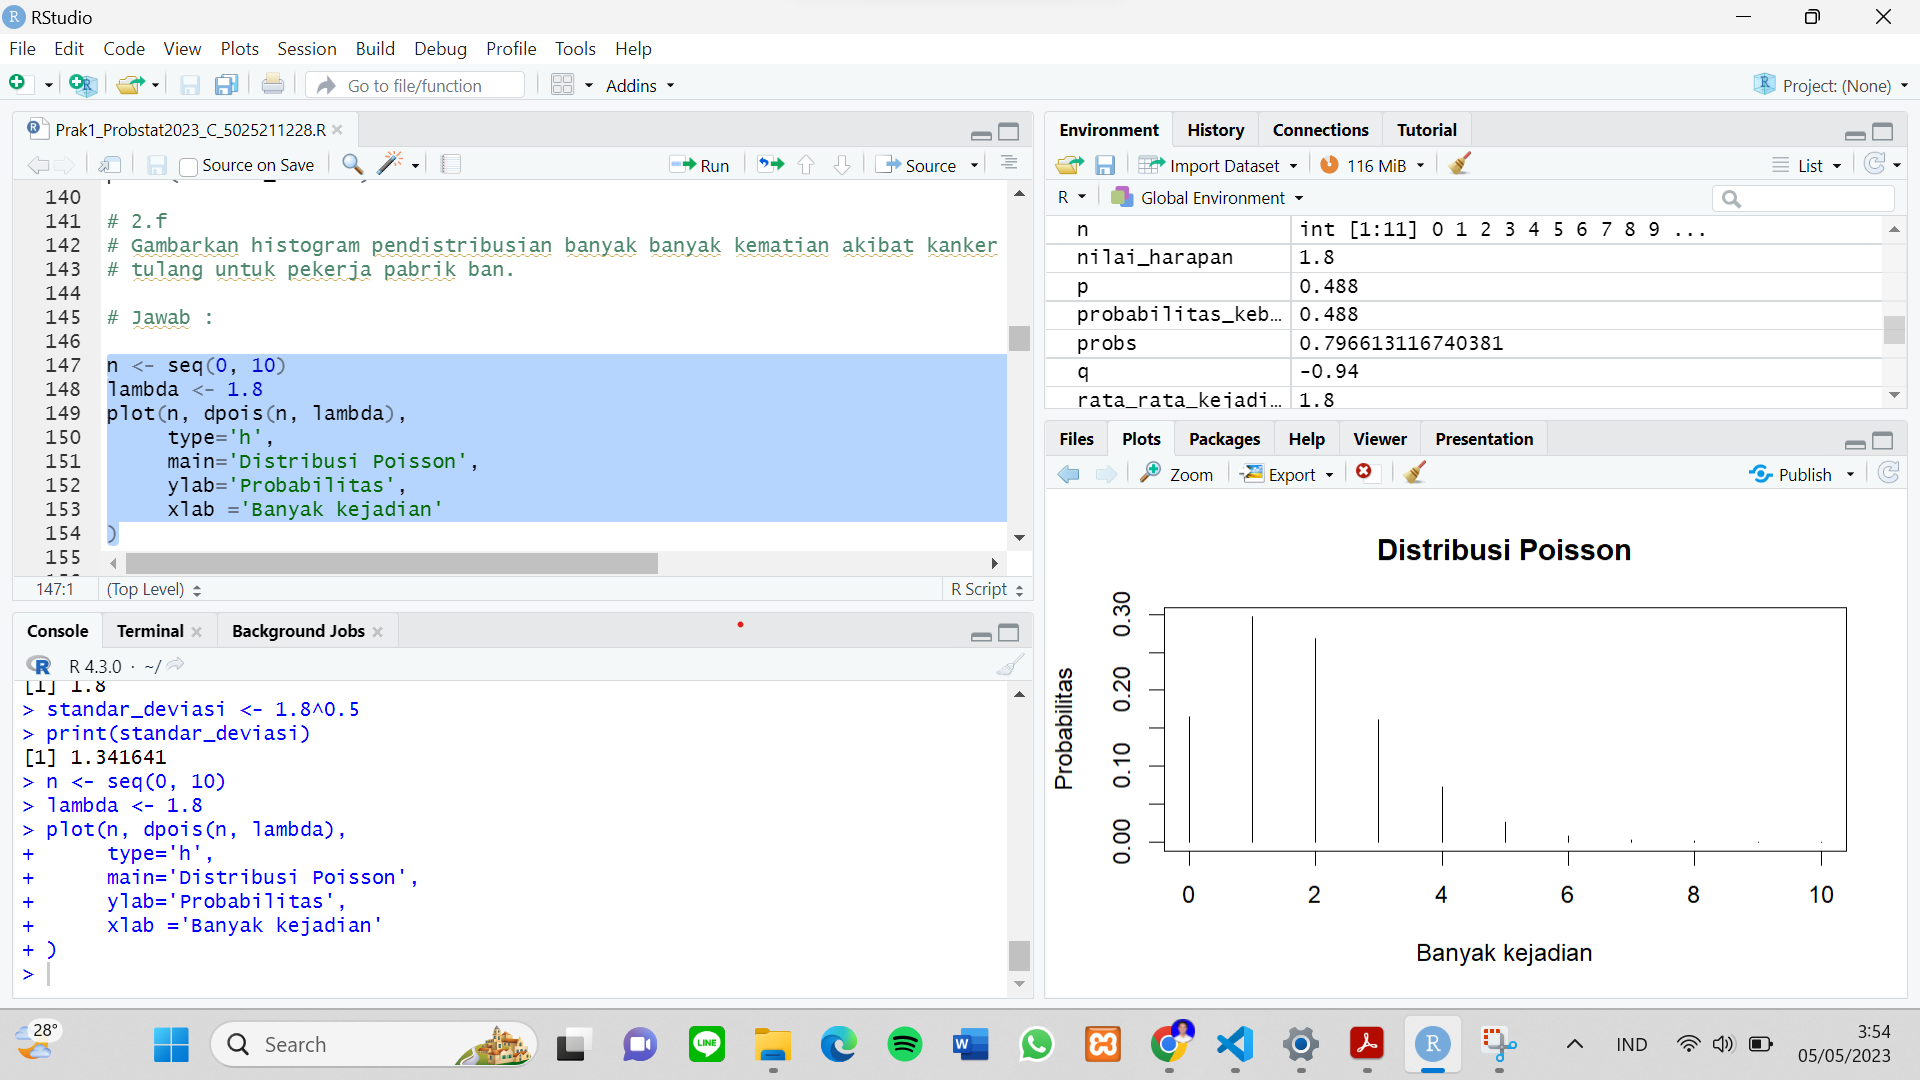 RStudio
File Edit Code View Plots Session Build Debug Profile Tools Help
Go to file/function Addins Project: (None)
Prak1_Probstat2023_C_5025211228.R
Source on Save Run Source
140
141 # 2.f
142 # Gambarkan histogram pendistribusian banyak banyak kematian akibat kanker
143 # tulang untuk pekerja pabrik ban.
144
145 # Jawab :
146
147 n <- seq(0, 10)
148 lambda <- 1.8
149 plot(n, dpois(n, lambda),
150 type='h',
151 main='Distribusi Poisson',
152 ylab='Probabilitas',
153 xlab ='Banyak kejadian'
154 )
155
147:1 (Top Level) R Script
Console Terminal Background Jobs
R 4.3.0 · ~/
[1] 1.8
> standar_deviasi <- 1.8^0.5
> print(standar_deviasi)
[1] 1.341641
> n <- seq(0, 10)
> lambda <- 1.8
> plot(n, dpois(n, lambda),
+ type='h',
+ main='Distribusi Poisson',
+ ylab='Probabilitas',
+ xlab ='Banyak kejadian'
+ )
>
Environment History Connections Tutorial
Import Dataset 116 MiB List
R Global Environment
n int [1:11] 0 1 2 3 4 5 6 7 8 9 ...
nilai_harapan 1.8
p 0.488
probabilitas_keb... 0.488
probs 0.796613116740381
q -0.94
rata_rata_kejadi... 1.8
Files Plots Packages Help Viewer Presentation
Zoom Export Publish
Distribusi Poisson
Probabilitas
0.30
0.20
0.10
0.00
0 2 4 6 8 10
Banyak kejadian
28° Search LINE IND 3:54
05/05/2023